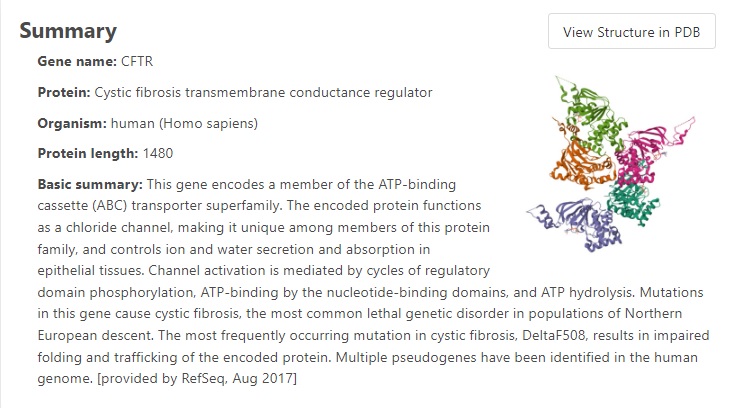 Summary
View Structure in PDB
Gene name: CFTR
Protein: Cystic fibrosis transmembrane conductance regulator
Organism: human (Homo sapiens)
Protein length: 1480
Basic summary: This gene encodes a member of the ATP-binding
cassette (ABC) transporter superfamily. The encoded protein functions
as a chloride channel, making it unique among members of this protein
family, and controls ion and water secretion and absorption in
epithelial tissues. Channel activation is mediated by cycles of regulatory
domain phosphorylation, ATP-binding by the nucleotide-binding domains, and ATP hydrolysis. Mutations
in this gene cause cystic fibrosis, the most common lethal genetic disorder in populations of Northern
European descent. The most frequently occurring mutation in cystic fibrosis, DeltaF508, results in impaired
folding and trafficking of the encoded protein. Multiple pseudogenes have been identified in the human
genome. [provided by RefSeq, Aug 2017]